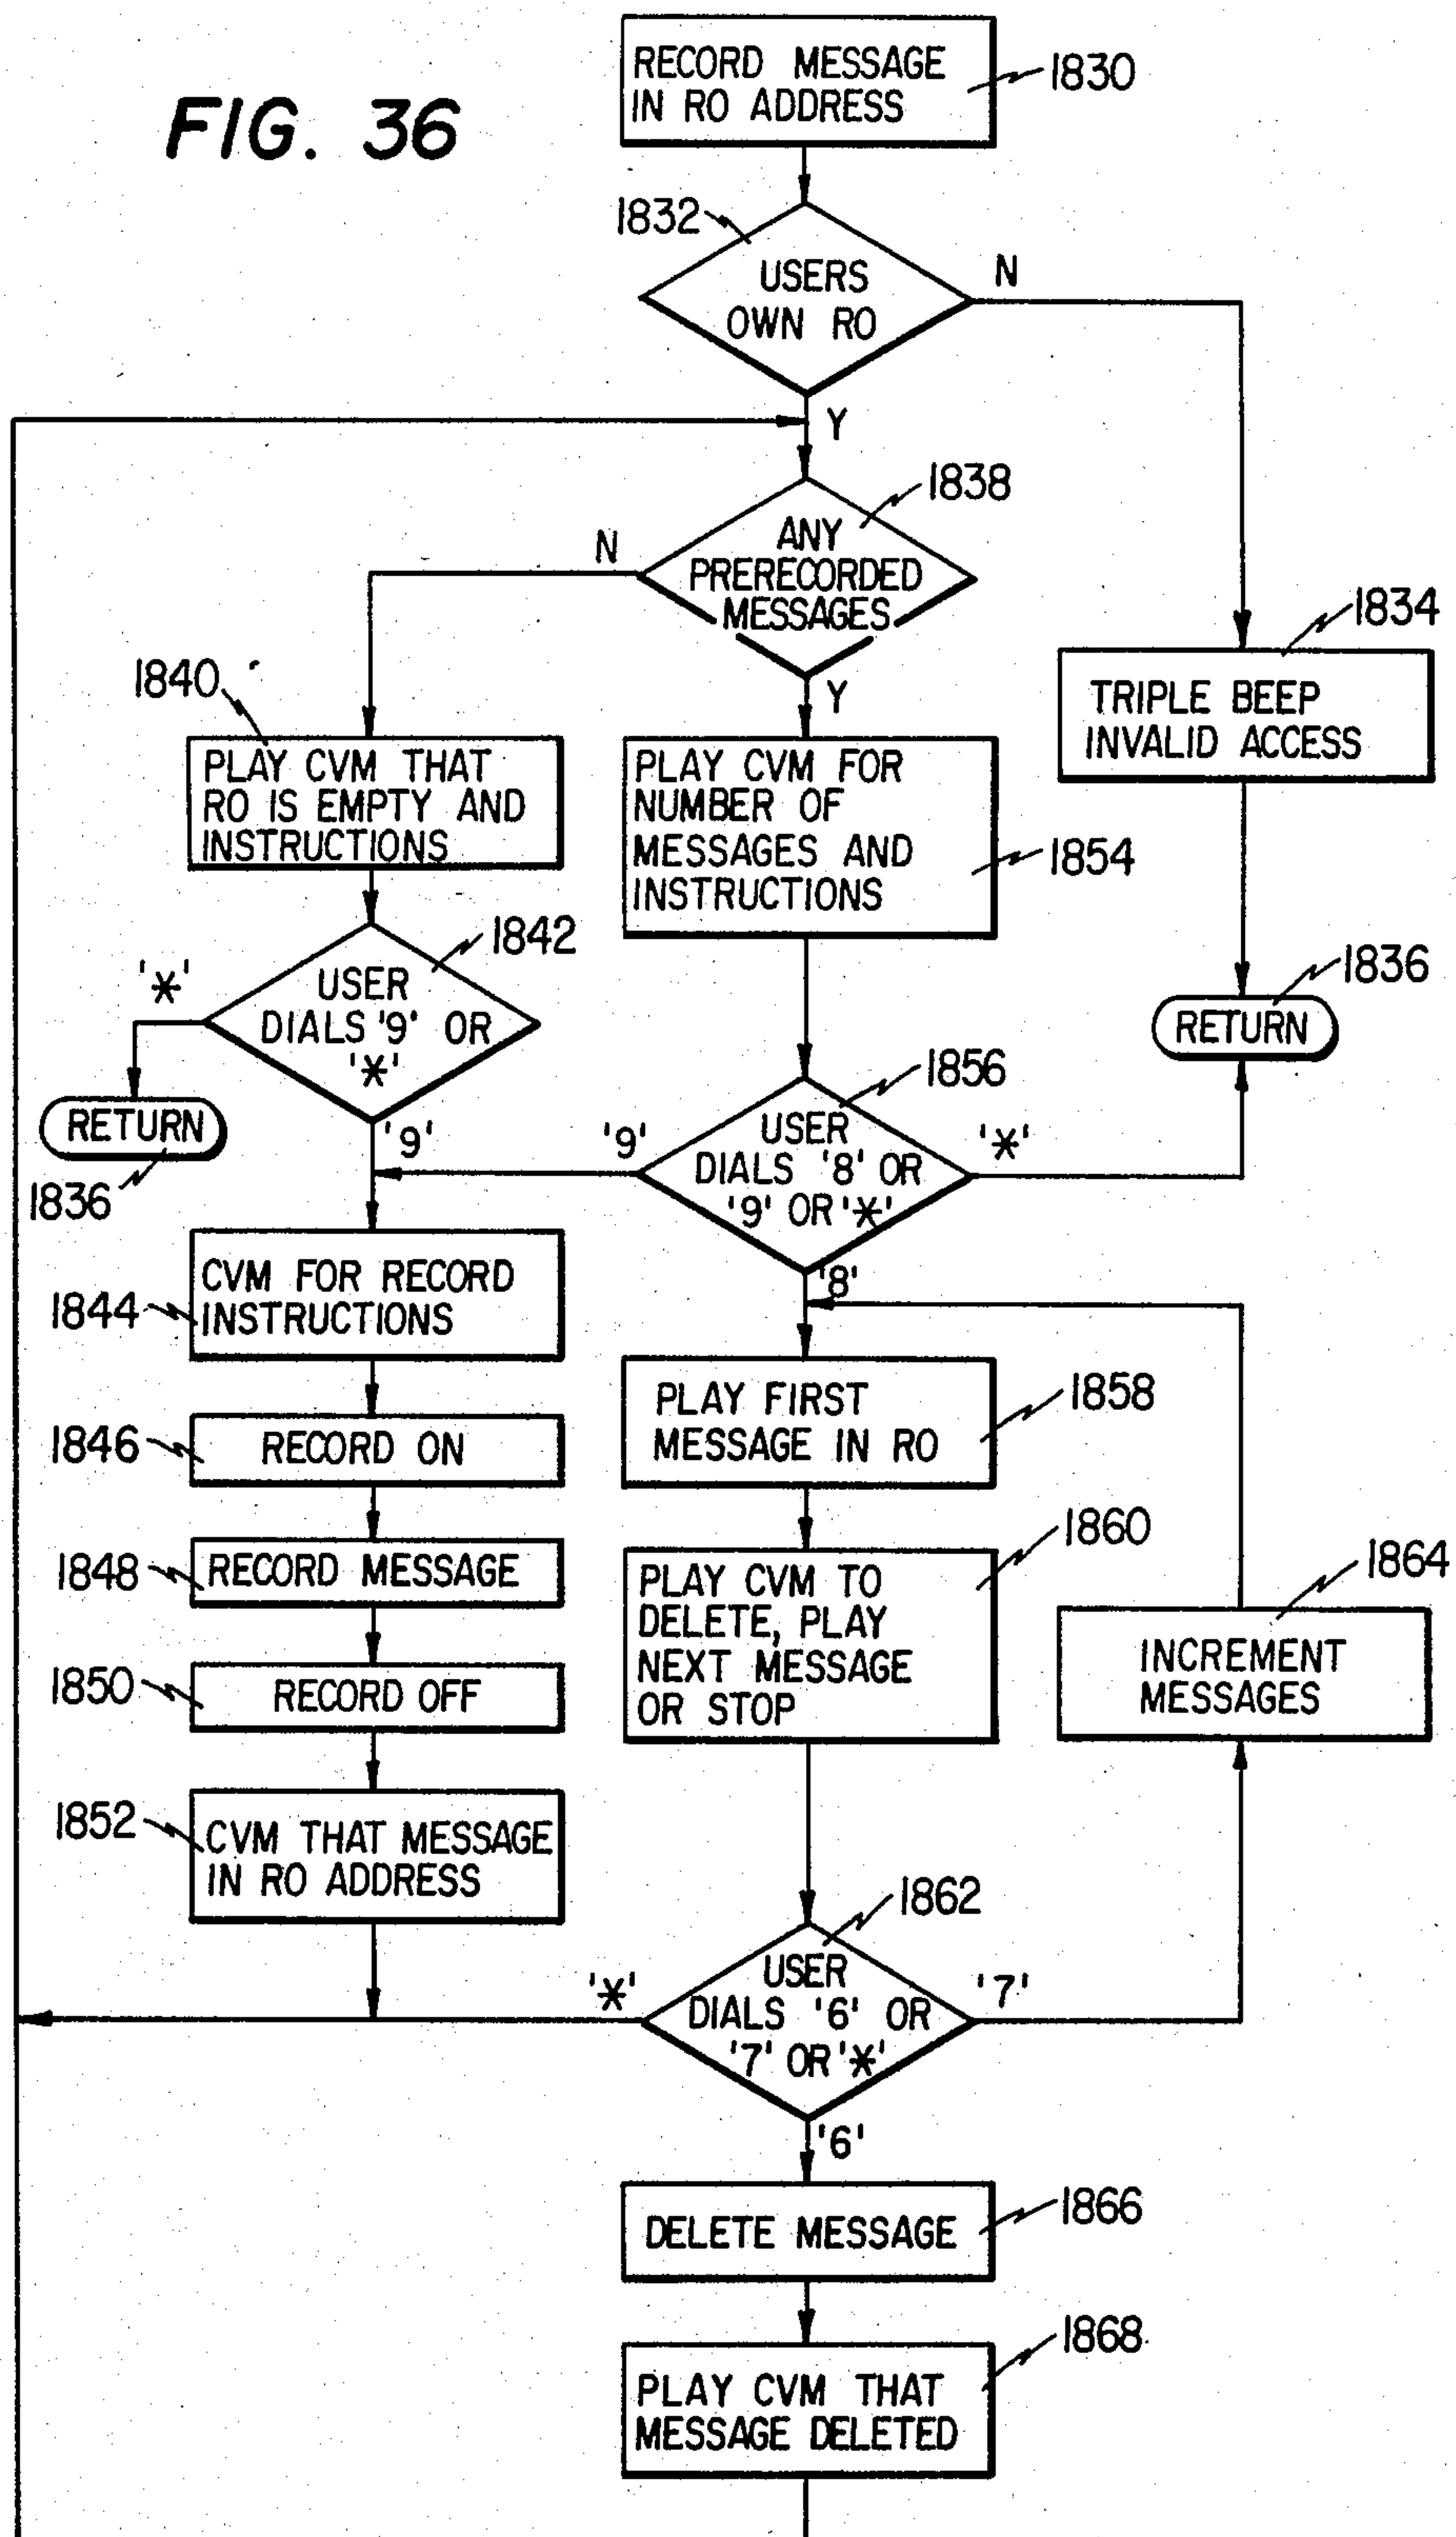 FIG. 36
RECORD MESSAGE
IN RO ADDRESS
1830
1832
USERS
OWN RO
N
Y
1838
ANY
PRERECORDED
MESSAGES
N
Y
1834
TRIPLE BEEP
INVALID ACCESS
1840
PLAY CVM THAT
RO IS EMPTY AND
INSTRUCTIONS
PLAY CVM FOR
NUMBER OF
MESSAGES AND
INSTRUCTIONS
1854
1836
RETURN
1842
USER
DIALS '9' OR
'*'
'*'
RETURN
1836
'9'
1856
USER
DIALS '8' OR
'9' OR '*'
'9'
'*'
'8'
1844
CVM FOR RECORD
INSTRUCTIONS
1846
RECORD ON
1848
RECORD MESSAGE
1850
RECORD OFF
1852
CVM THAT MESSAGE
IN RO ADDRESS
PLAY FIRST
MESSAGE IN RO
1858
1860
PLAY CVM TO
DELETE, PLAY
NEXT MESSAGE
OR STOP
1864
INCREMENT
MESSAGES
1862
USER
DIALS '6' OR
'7' OR '*'
'*'
'7'
'6'
DELETE MESSAGE
1866
1868
PLAY CVM THAT
MESSAGE DELETED